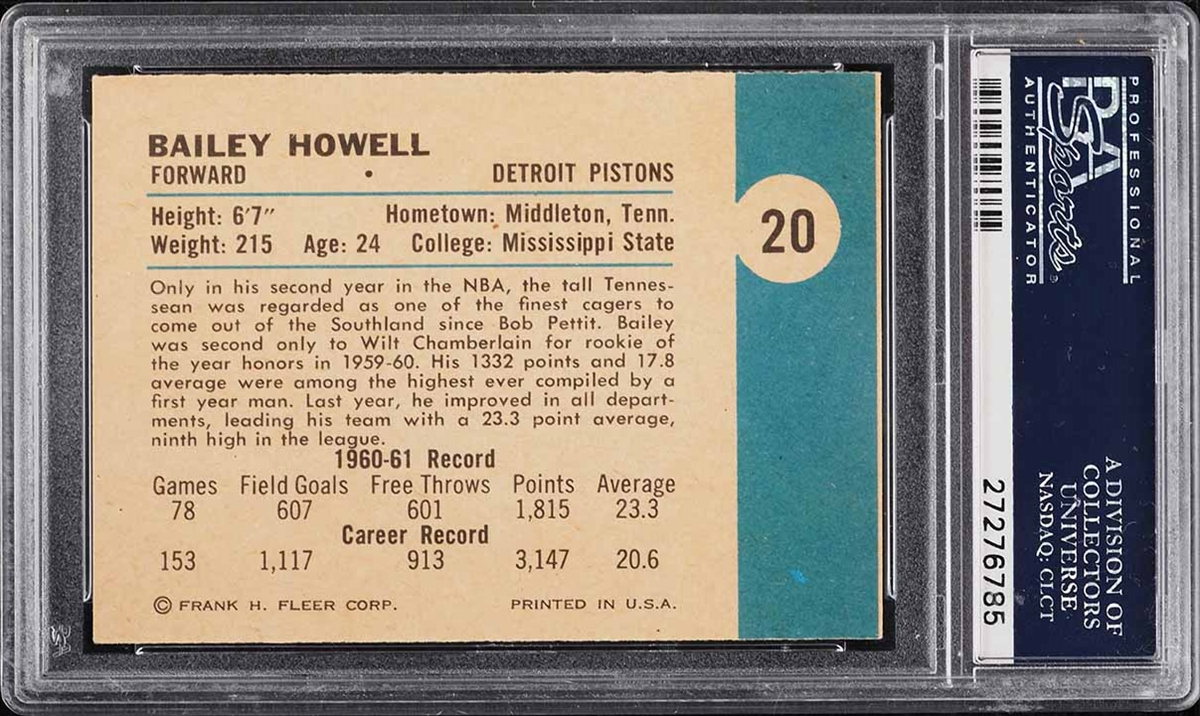 BAILEY HOWELL
FORWARD • DETROIT PISTONS
Height: 6'7" Hometown: Middleton, Tenn.
Weight: 215 Age: 24 College: Mississippi State
Only in his second year in the NBA, the tall Tennes-
sean was regarded as one of the finest cagers to
come out of the Southland since Bob Pettit. Bailey
was second only to Wilt Chamberlain for rookie of
the year honors in 1959-60. His 1332 points and 17.8
average were among the highest ever compiled by a
first year man. Last year, he improved in all depart-
ments, leading his team with a 23.3 point average,
ninth high in the league.
1960-61 Record
Games Field Goals Free Throws Points Average
78 607 601 1,815 23.3
Career Record
153 1,117 913 3,147 20.6
© FRANK H. FLEER CORP. PRINTED IN U.S.A.
20
PROFESSIONAL
PSA
Sports
AUTHENTICATOR
A DIVISION OF
COLLECTORS
UNIVERSE
NASDAQ: CLCT
27276785